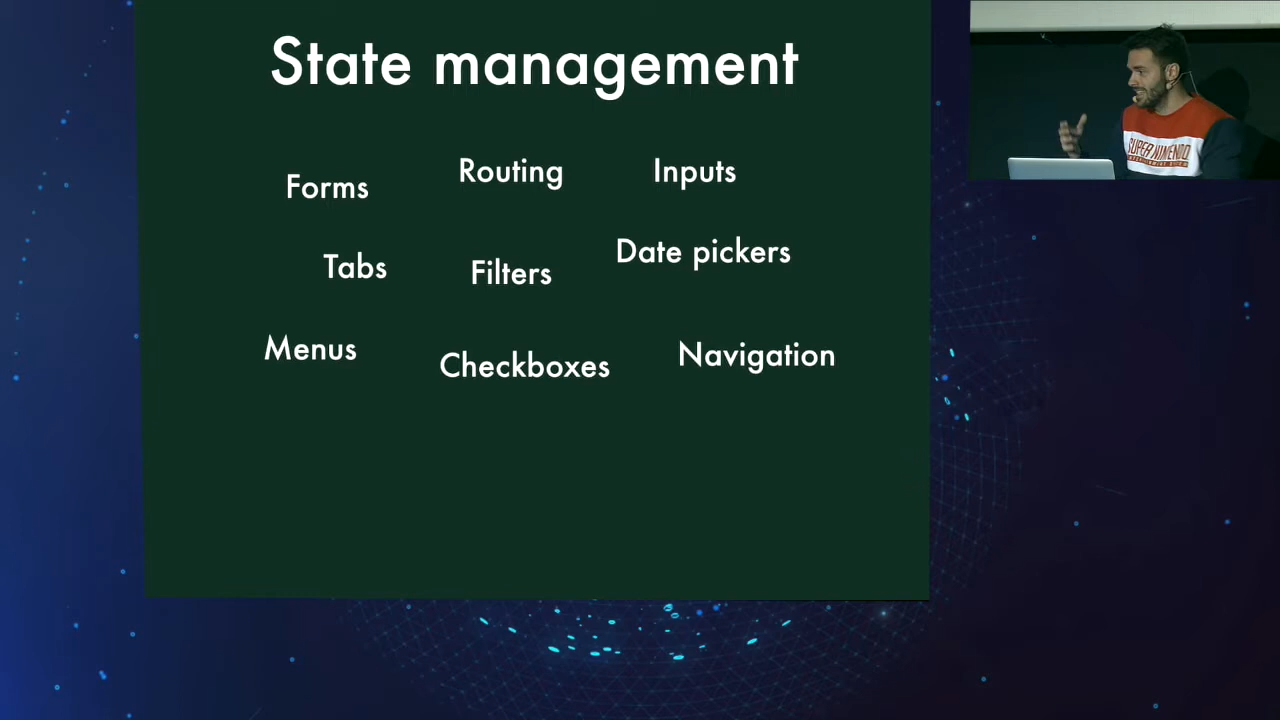 State management
Routing
Inputs
Forms
Date pickers
Tabs
Filters
Menus
Navigation
Checkboxes
SUPER NINTENDO